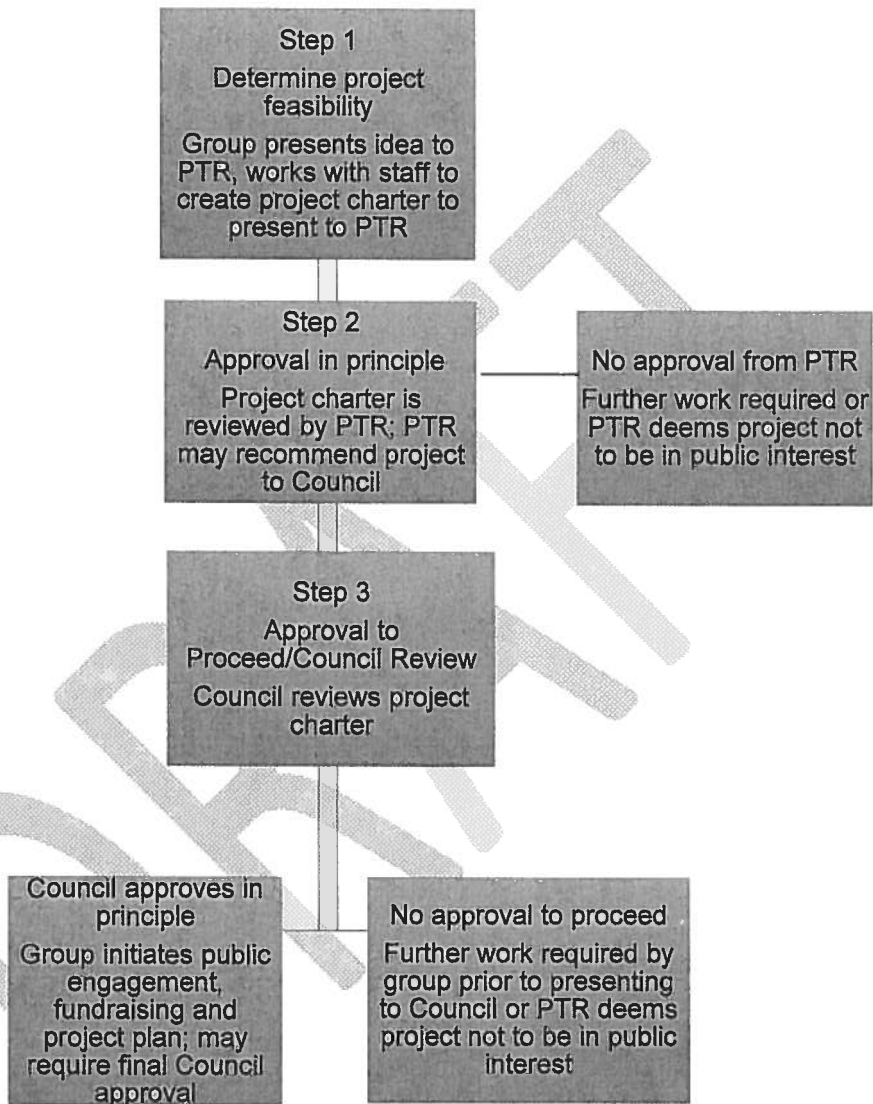 Step 1
Determine project
feasibility
Group presents idea to
PTR, works with staff to
create project charter to
present to PTR
Step 2
Approval in principle
Project charter is
reviewed by PTR; PTR
may recommend project
to Council
No approval from PTR
Further work required or
PTR deems project not
to be in public interest
Step 3
Approval to
Proceed/Council Review
Council reviews project
charter
Council approves in
principle
Group initiates public
engagement,
fundraising and
project plan; may
require final Council
approval
No approval to proceed
Further work required by
group prior to presenting
to Council or PTR deems
project not to be in public
interest
DRAFT